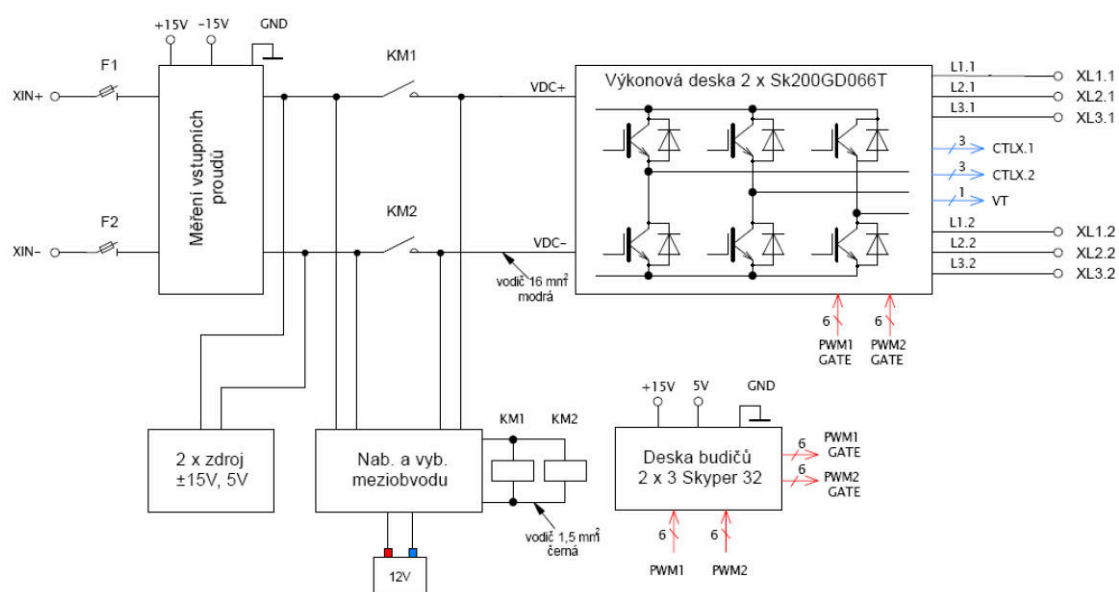 +15V
−15V
GND
F1
KM1
XIN+
Měření vstupních
proudů
VDC+
Výkonová deska 2 x Sk200GD066T
L1.1
XL1.1
L2.1
XL2.1
L3.1
XL3.1
3
CTLX.1
3
CTLX.2
1
VT
F2
KM2
XIN−
VDC−
vodič 16 mm²
modrá
L1.2
XL1.2
L2.2
XL2.2
L3.2
XL3.2
6
6
PWM1
GATE
PWM2
GATE
2 x zdroj
±15V, 5V
Nab. a vyb.
meziobvodu
KM1
KM2
vodič 1,5 mm²
černá
12V
+15V
5V
GND
Deska budičů
2 x 3 Skyper 32
6
PWM1
GATE
6
PWM2
GATE
6
6
PWM1
PWM2